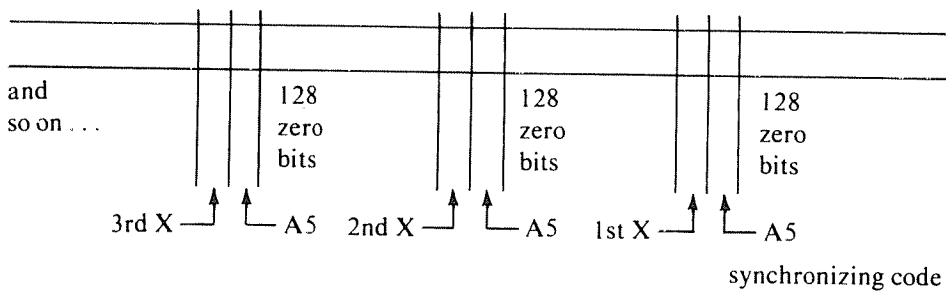 and
so on . . .
128
zero
bits
128
zero
bits
128
zero
bits
3rd X
A5
2nd X
A5
1st X
A5
synchronizing code